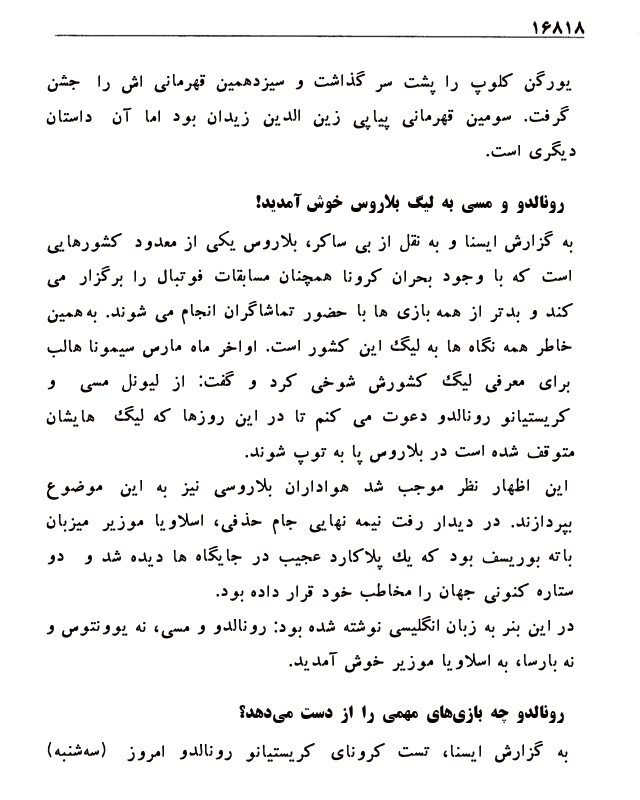 ۱۶۸۱۸
یورگن کلوپ را پشت سر گذاشت و سیزدهمین قهرمانی اش را جشن
گرفت. سومین قهرمانی پیاپی زین الدین زیدان بود اما آن داستان
دیگری است.
رونالدو و مسی به لیگ بلاروس خوش آمدید!
به گزارش ایسنا و به نقل از بی ساکر، بلاروس یکی از معدود کشورهایی
است که با وجود بحران کرونا همچنان مسابقات فوتبال را برگزار می
کند و بدتر از همه بازی ها با حضور تماشاگران انجام می شوند. به همین
خاطر همه نگاه ها به لیگ این کشور است. اواخر ماه مارس سیمونا هالب
برای معرفی لیگ کشورش شوخی کرد و گفت: از لیونل مسی و
کریستیانو رونالدو دعوت می کنم تا در این روزها که لیگ هایشان
متوقف شده است در بلاروس پا به توپ شوند.
این اظهار نظر موجب شد هواداران بلاروسی نیز به این موضوع
بپردازند. در دیدار رفت نیمه نهایی جام حذفی، اسلاویا موزیر میزبان
باته بوریسف بود که یك پلاکارد عجیب در جایگاه ها دیده شد و دو
ستاره کنونی جهان را مخاطب خود قرار داده بود.
در این بنر به زبان انگلیسی نوشته شده بود: رونالدو و مسی، نه یوونتوس و
نه بارسا، به اسلاویا موزیر خوش آمدید.
رونالدو چه بازی‌های مهمی را از دست می‌دهد؟
به گزارش ایسنا، تست کرونای کریستیانو رونالدو امروز (سه‌شنبه)